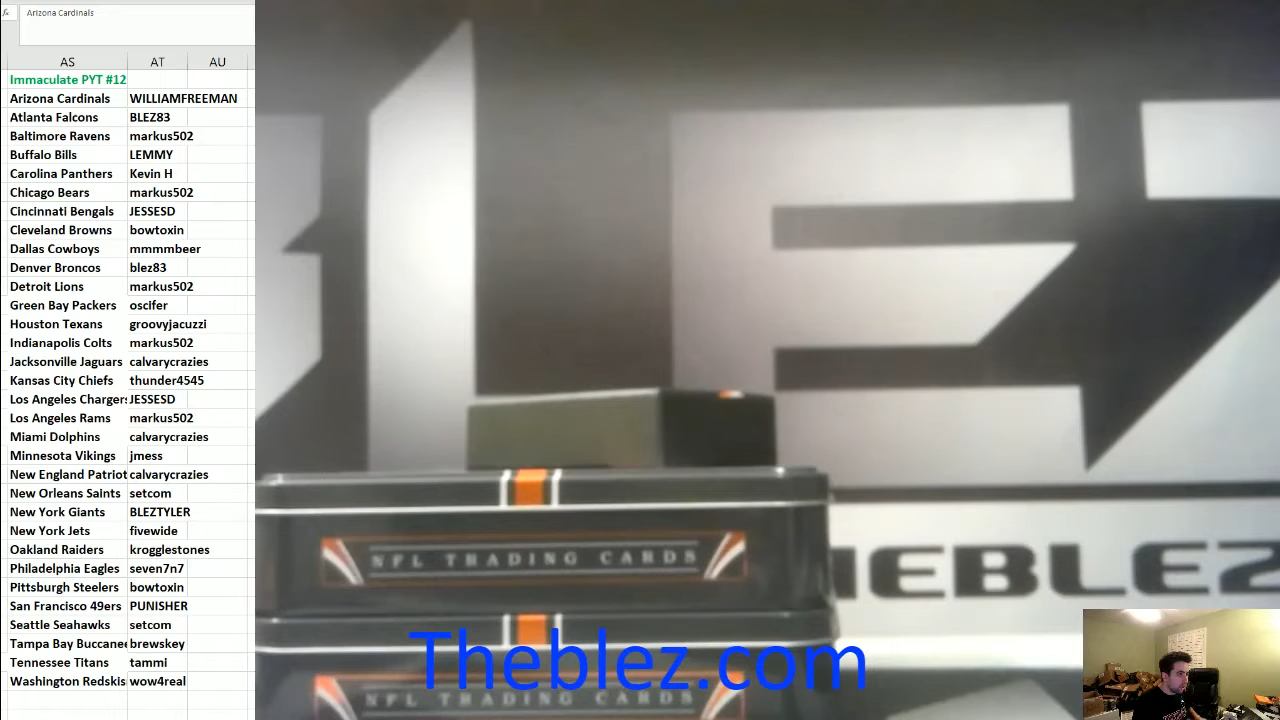 fx Arizona Cardinals
AS AT AU
Immaculate PYT #12
Arizona Cardinals WILLIAMFREEMAN
Atlanta Falcons BLEZ83
Baltimore Ravens markus502
Buffalo Bills LEMMY
Carolina Panthers Kevin H
Chicago Bears markus502
Cincinnati Bengals JESSESD
Cleveland Browns bowtoxin
Dallas Cowboys mmmmbeer
Denver Broncos blez83
Detroit Lions markus502
Green Bay Packers oscifer
Houston Texans groovyjacuzzi
Indianapolis Colts markus502
Jacksonville Jaguars calvarycrazies
Kansas City Chiefs thunder4545
Los Angeles Chargers JESSESD
Los Angeles Rams markus502
Miami Dolphins calvarycrazies
Minnesota Vikings jmess
New England Patriot calvarycrazies
New Orleans Saints setcom
New York Giants BLEZTYLER
New York Jets fivewide
Oakland Raiders krogglestones
Philadelphia Eagles seven7n7
Pittsburgh Steelers bowtoxin
San Francisco 49ers PUNISHER
Seattle Seahawks setcom
Tampa Bay Buccanee brewskey
Tennessee Titans tammi
Washington Redskis wow4real
BLEZ
NFL TRADING CARDS
HEBLEZ
Theblez.com
NFL TRADING CARDS